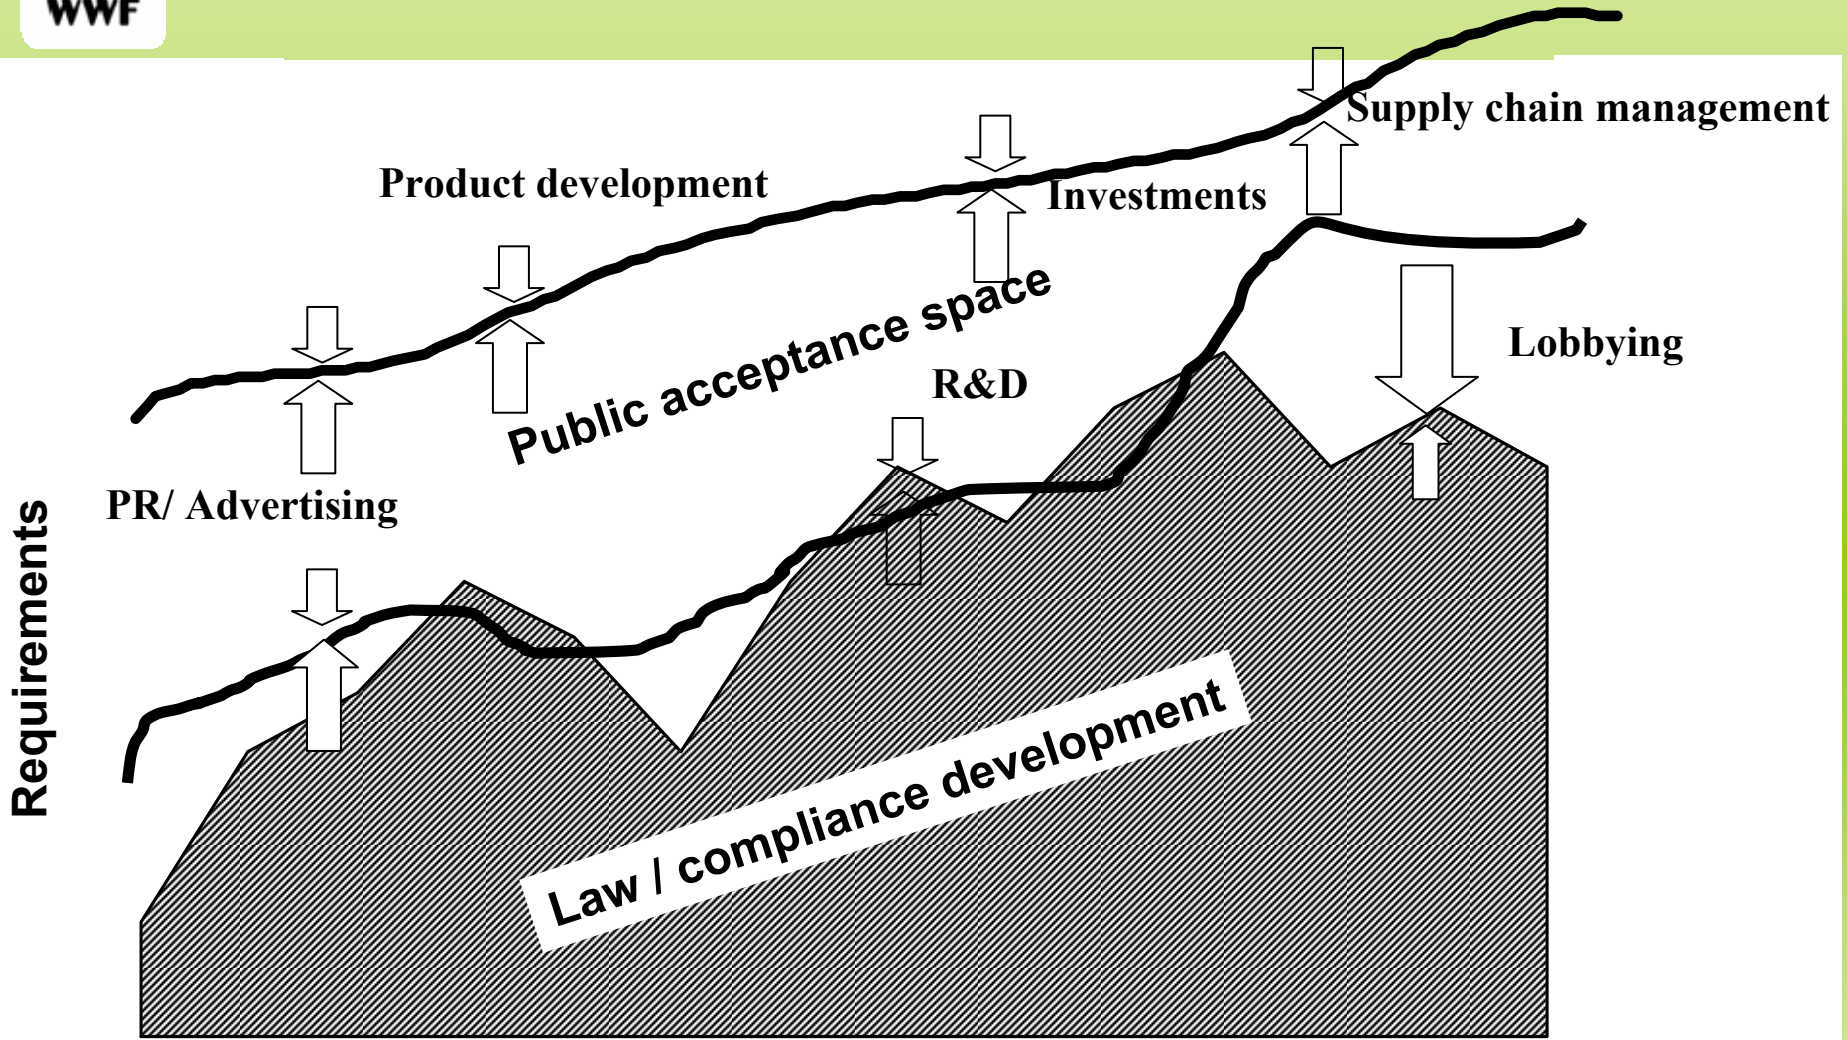 WWF
Supply chain management
Product development
Investments
Public acceptance space
Lobbying
R&D
PR/ Advertising
Requirements
Law / compliance development